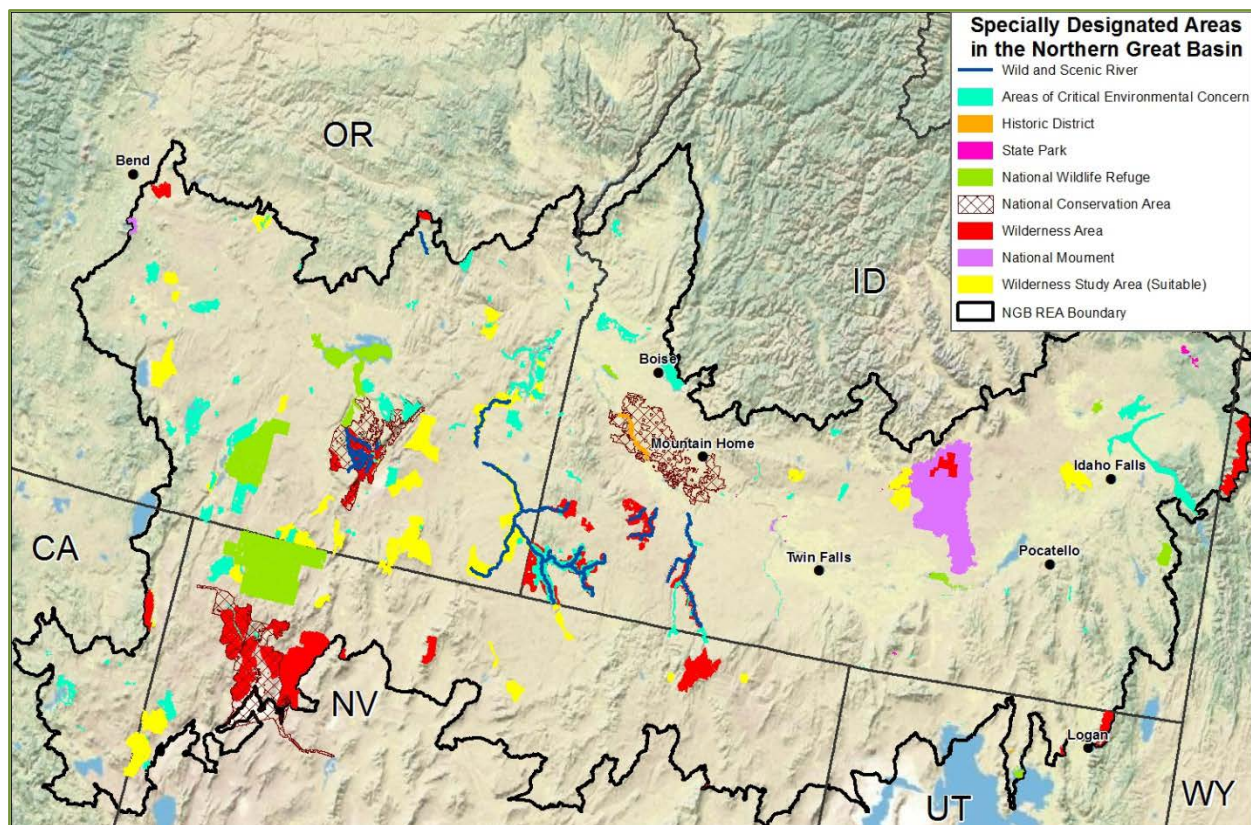 Specially Designated Areas
in the Northern Great Basin
Wild and Scenic River
Areas of Critical Environmental Concern
Historic District
State Park
National Wildlife Refuge
National Conservation Area
Wilderness Area
National Moument
Wilderness Study Area (Suitable)
NGB REA Boundary
OR
Bend
ID
Boise
Mountain Home
Idaho Falls
CA
Twin Falls
Pocatello
NV
Logan
UT
WY